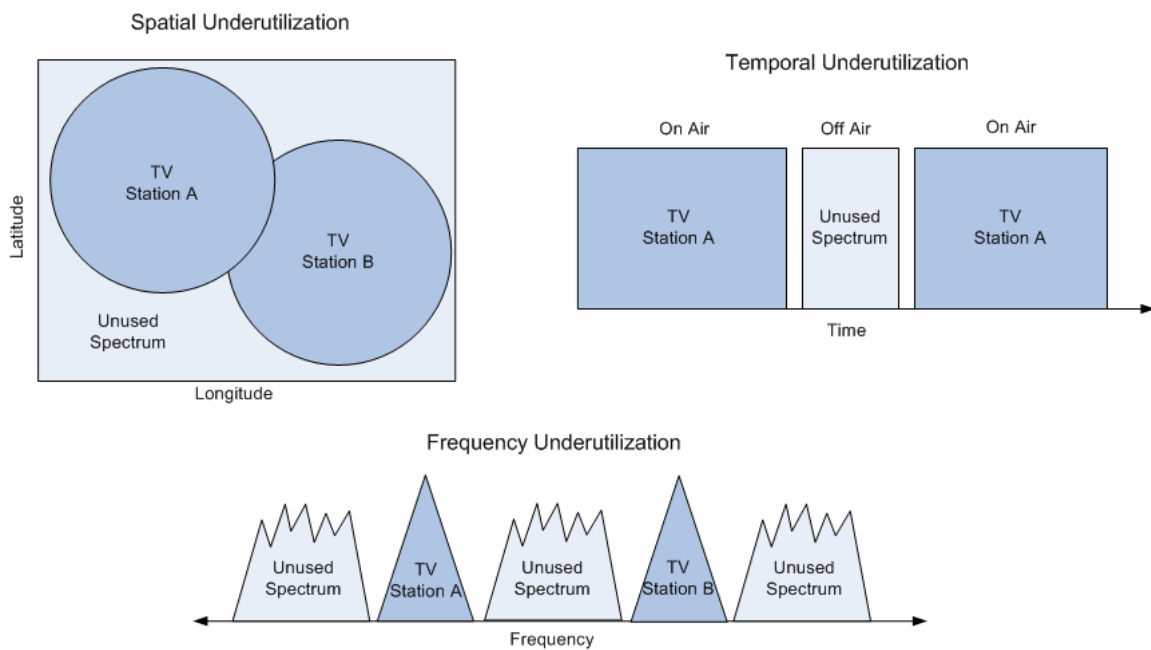 Spatial Underutilization
TV
Station A
TV
Station B
Unused
Spectrum
Latitude
Longitude
Temporal Underutilization
On Air
Off Air
On Air
TV
Station A
Unused
Spectrum
TV
Station A
Time
Frequency Underutilization
Unused
Spectrum
TV
Station A
Unused
Spectrum
TV
Station B
Unused
Spectrum
Frequency